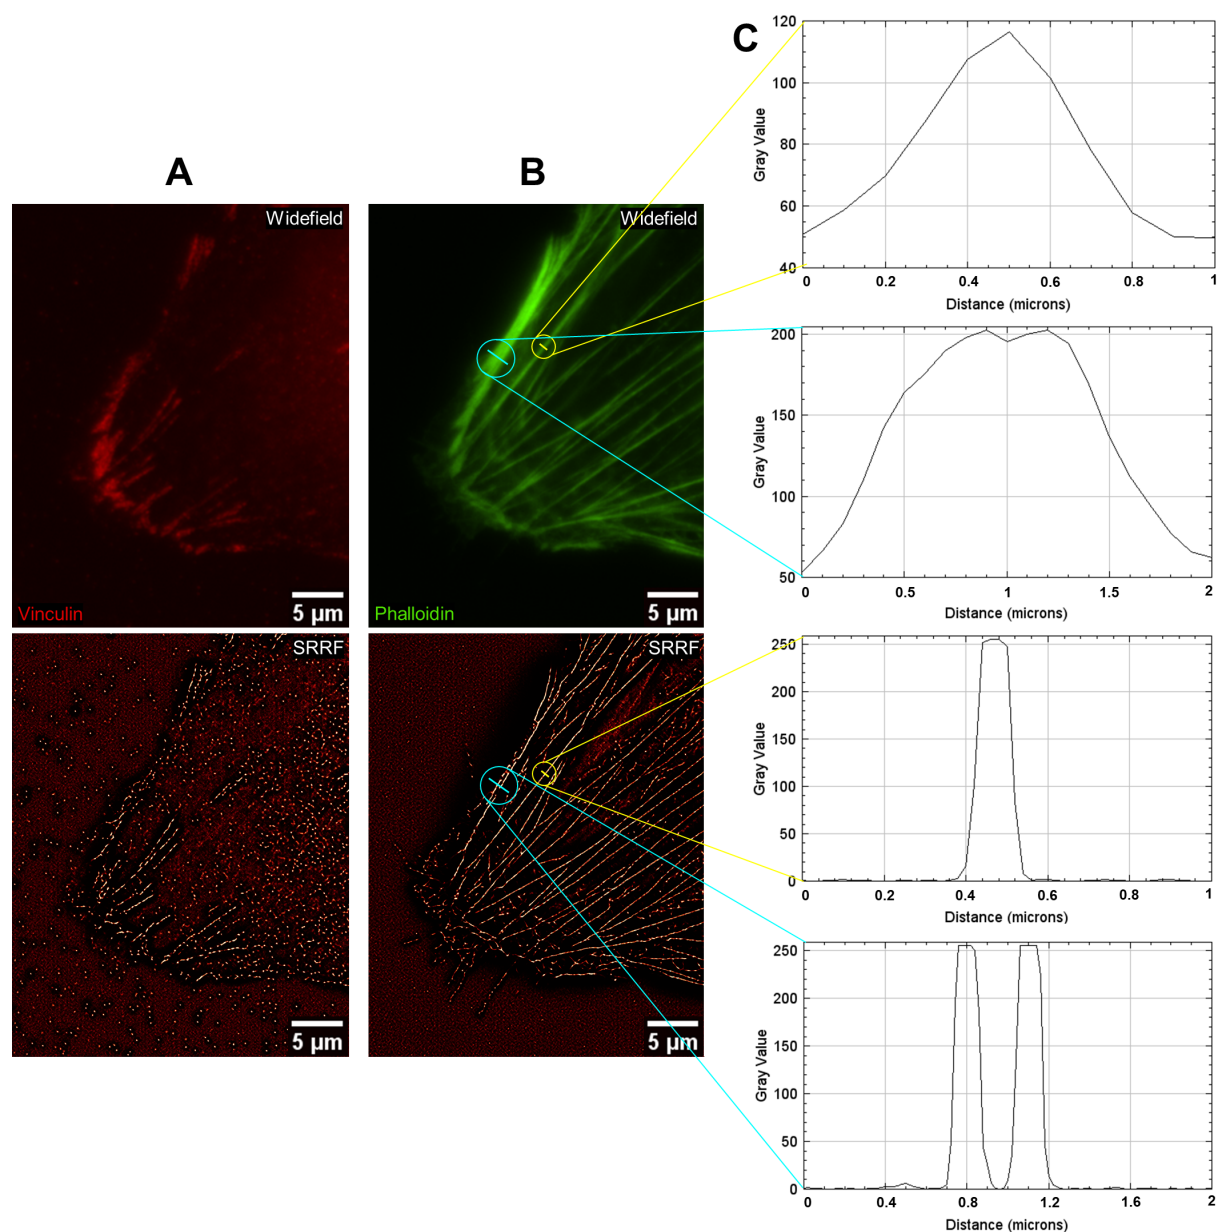 A
B
C
Widefield
Vinculin
5 µm
Widefield
Phalloidin
5 µm
SRRF
5 µm
SRRF
5 µm
120
100
80
60
40
Gray Value
0 0.2 0.4 0.6 0.8 1
Distance (microns)
200
150
100
50
Gray Value
0.5 1 1.5 2
Distance (microns)
250
200
150
100
50
0
Gray Value
0 0.2 0.4 0.6 0.8 1
Distance (microns)
250
200
150
100
50
0
Gray Value
0 0.4 0.8 1.2 1.6 2
Distance (microns)